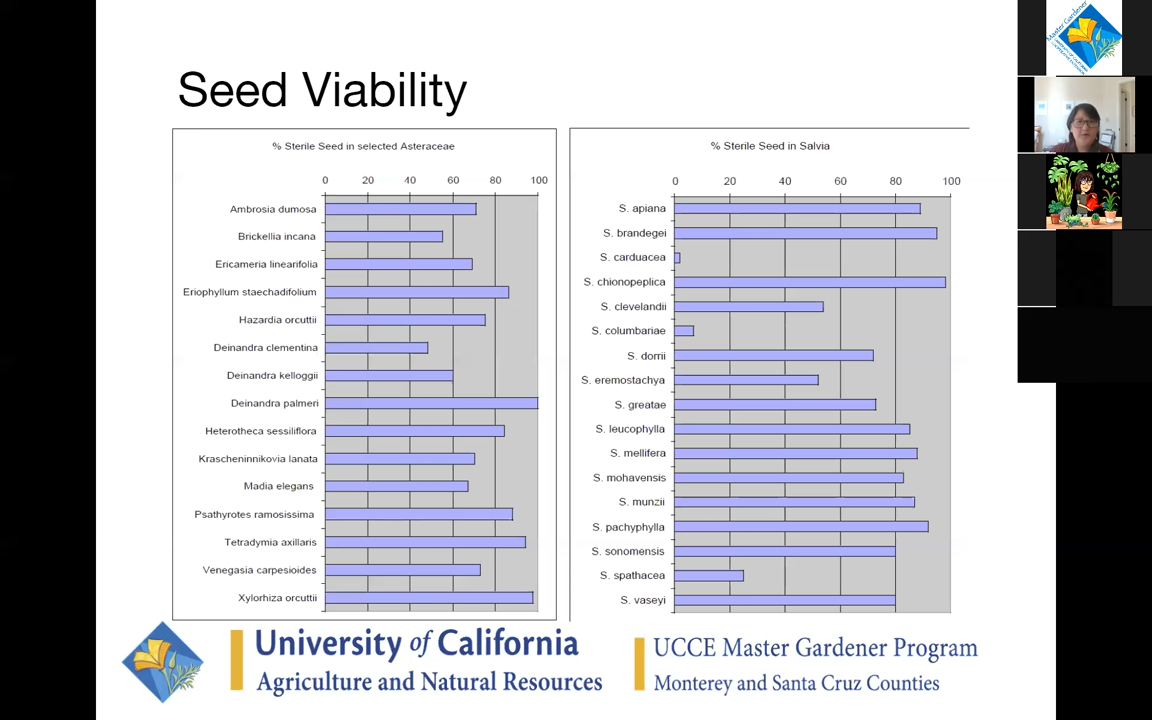 Seed Viability
% Sterile Seed in selected Asteraceae
0 20 40 60 80 100
Ambrosia dumosa
Brickellia incana
Ericameria linearifolia
Eriophyllum staechadifolium
Hazardia orcuttii
Deinandra clementina
Deinandra kelloggii
Deinandra palmeri
Heterotheca sessiliflora
Krascheninnikovia lanata
Madia elegans
Psathyrotes ramosissima
Tetradymia axillaris
Venegasia carpesioides
Xylorhiza orcuttii
% Sterile Seed in Salvia
0 20 40 60 80 100
S. apiana
S. brandegei
S. carduacea
S. chionopeplica
S. clevelandii
S. columbariae
S. dorrii
S. eremostachya
S. greatae
S. leucophylla
S. mellifera
S. mohavensis
S. munzii
S. pachyphylla
S. sonomensis
S. spathacea
S. vaseyi
University of California
Agriculture and Natural Resources
UCCE Master Gardener Program
Monterey and Santa Cruz Counties
Master Gardener